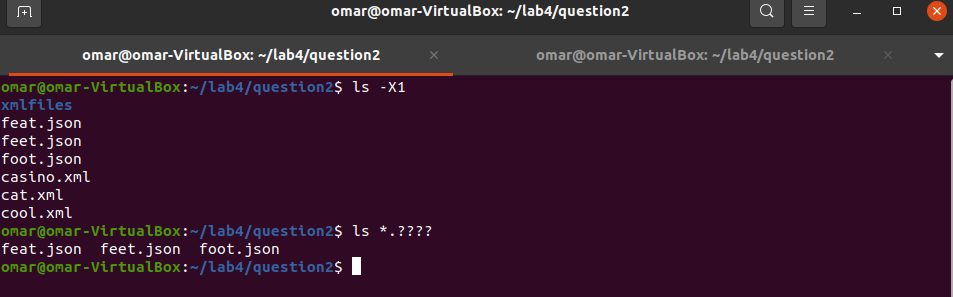 omar@omar-VirtualBox: ~/lab4/question2
omar@omar-VirtualBox: ~/lab4/question2 × omar@omar-VirtualBox: ~/lab4/question2 ×
omar@omar-VirtualBox:~/lab4/question2$ ls -X1
xmlfiles
feat.json
feet.json
foot.json
casino.xml
cat.xml
cool.xml
omar@omar-VirtualBox:~/lab4/question2$ ls *.????
feat.json  feet.json  foot.json
omar@omar-VirtualBox:~/lab4/question2$